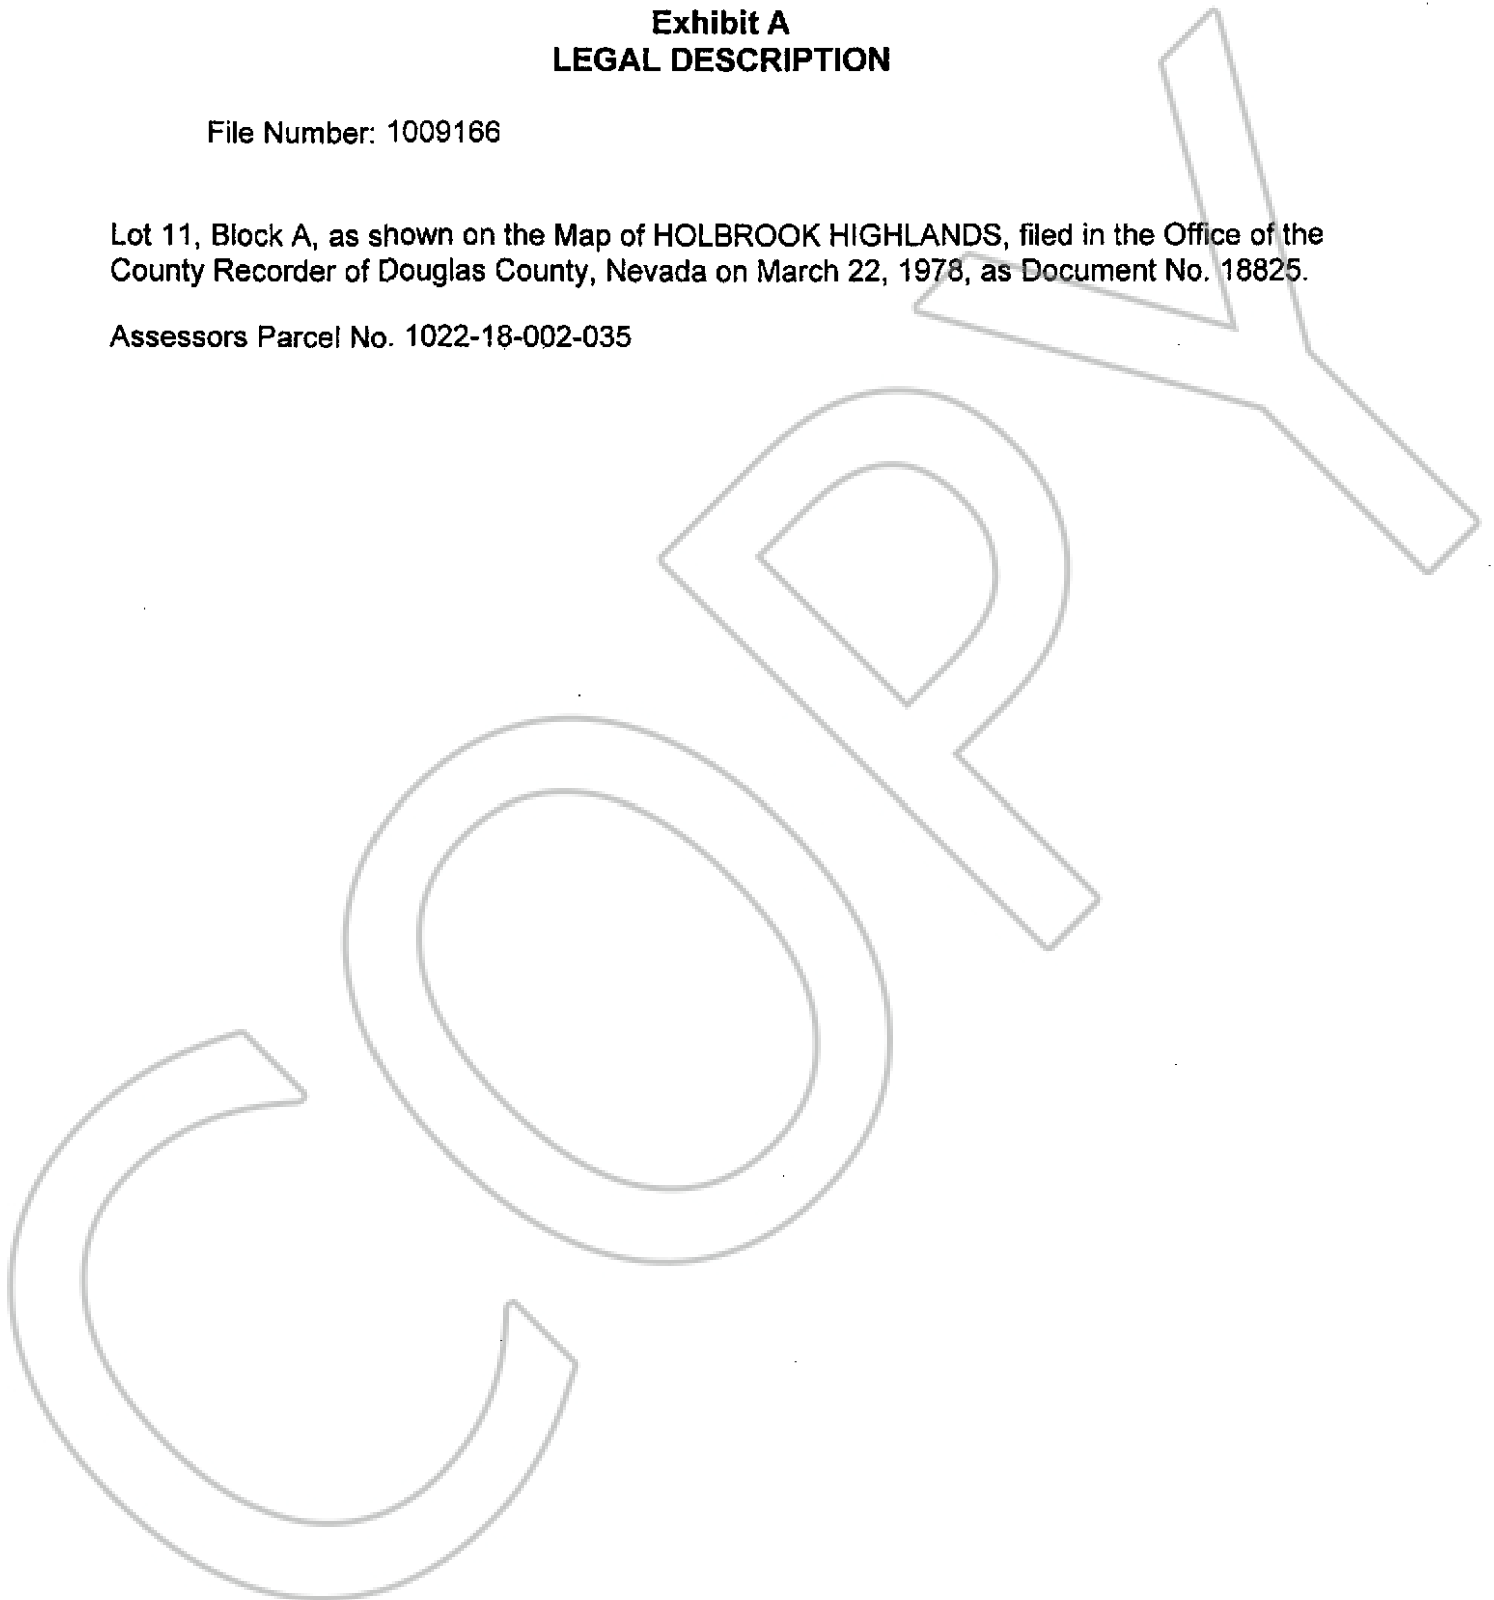 Exhibit A
LEGAL DESCRIPTION
File Number: 1009166
Lot 11, Block A, as shown on the Map of HOLBROOK HIGHLANDS, filed in the Office of the
County Recorder of Douglas County, Nevada on March 22, 1978, as Document No. 18825.
Assessors Parcel No. 1022-18-002-035
COPY